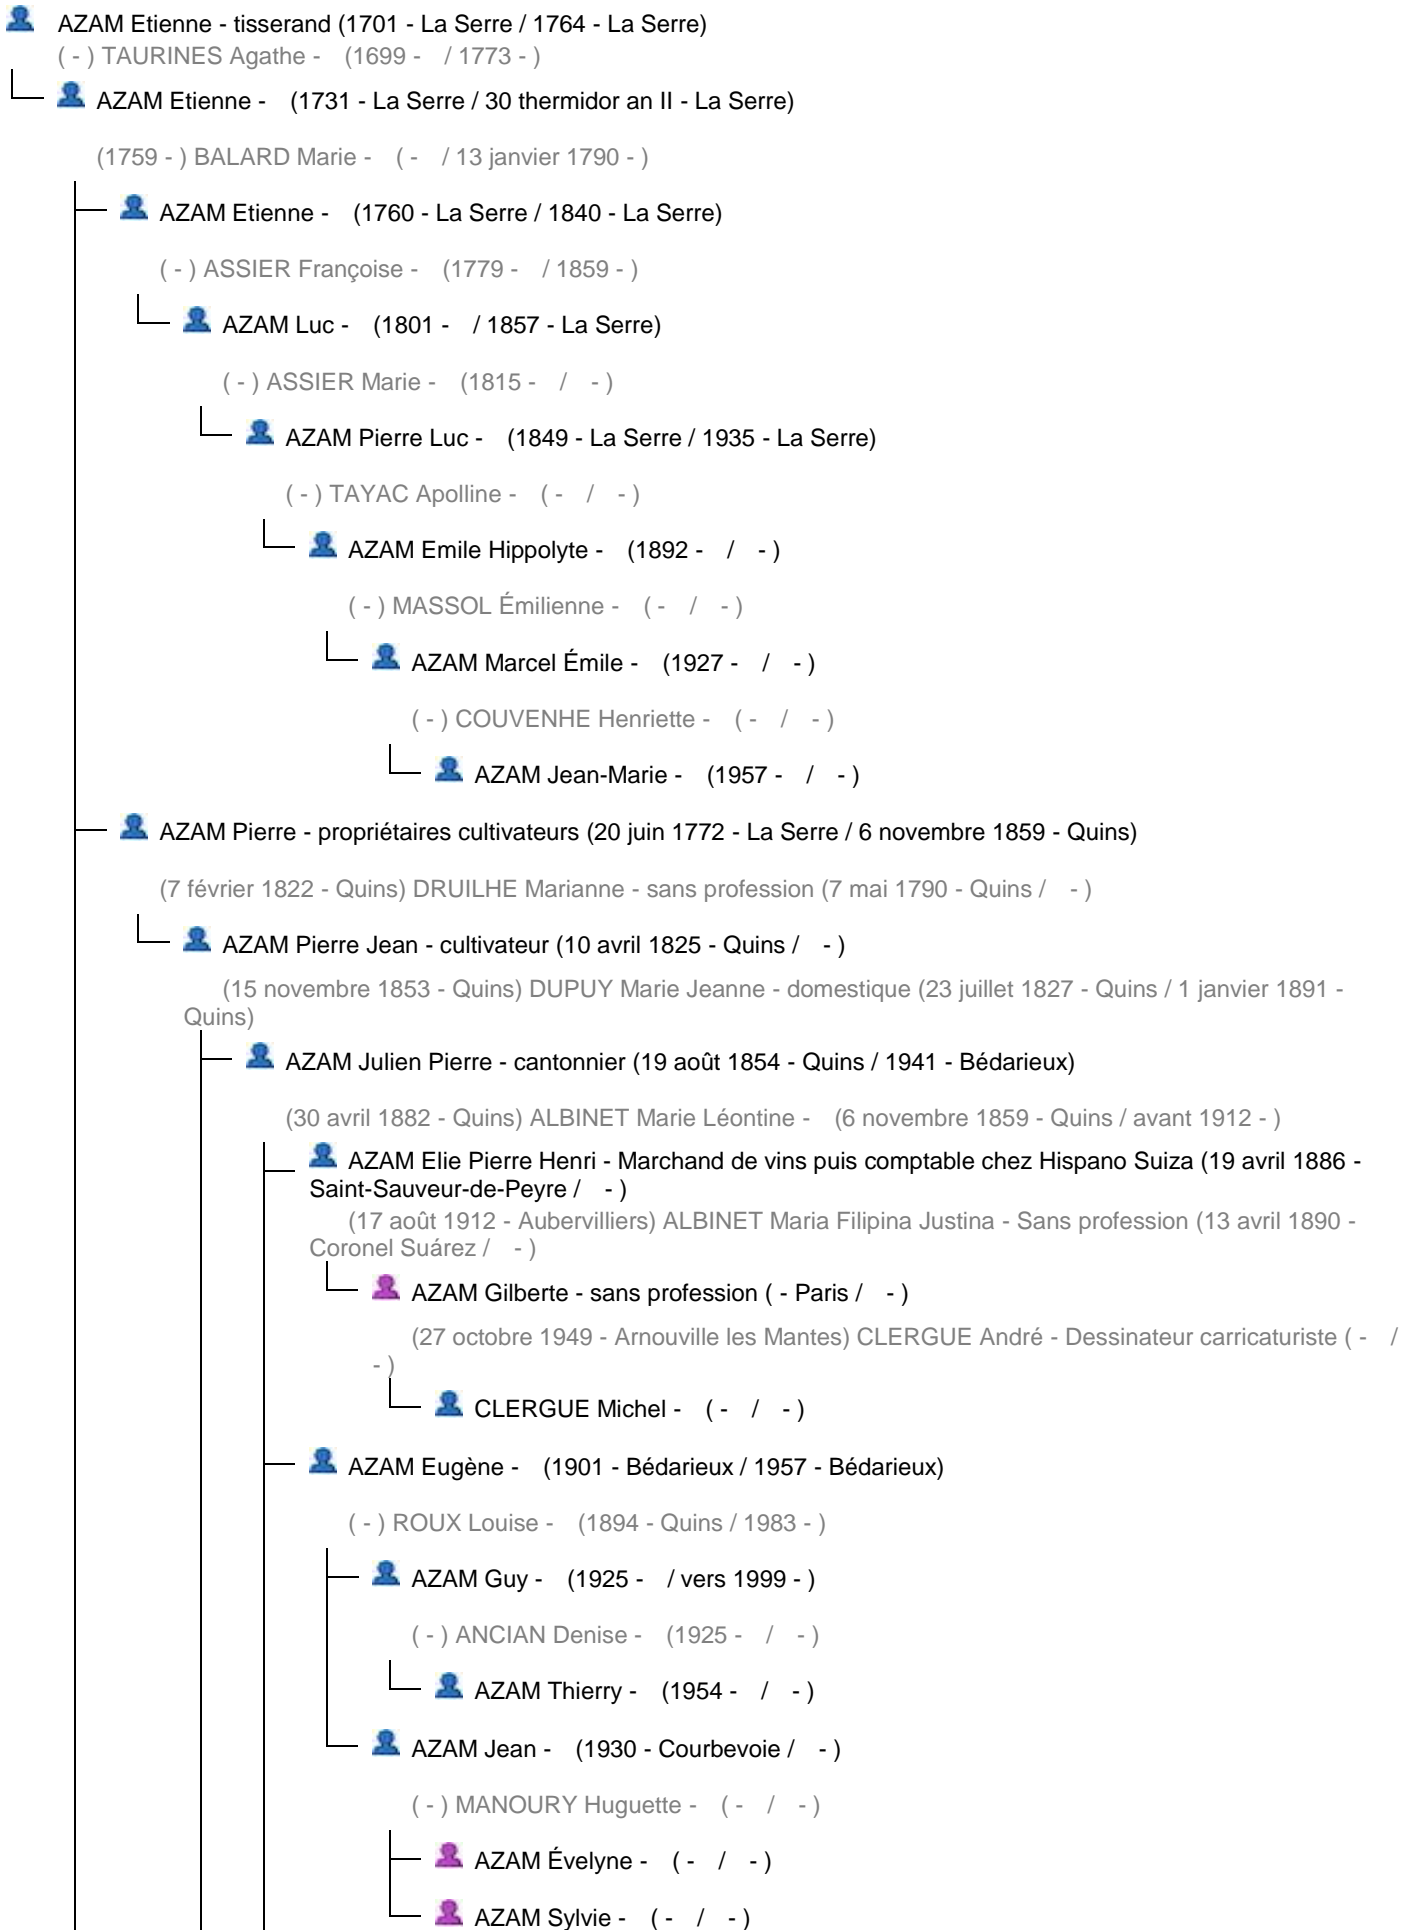 AZAM Etienne - tisserand (1701 - La Serre / 1764 - La Serre)
( - ) TAURINES Agathe - (1699 - / 1773 - )
AZAM Etienne - (1731 - La Serre / 30 thermidor an II - La Serre)
(1759 - ) BALARD Marie - ( - / 13 janvier 1790 - )
AZAM Etienne - (1760 - La Serre / 1840 - La Serre)
( - ) ASSIER Françoise - (1779 - / 1859 - )
AZAM Luc - (1801 - / 1857 - La Serre)
( - ) ASSIER Marie - (1815 - / - )
AZAM Pierre Luc - (1849 - La Serre / 1935 - La Serre)
( - ) TAYAC Apolline - ( - / - )
AZAM Emile Hippolyte - (1892 - / - )
( - ) MASSOL Émilienne - ( - / - )
AZAM Marcel Émile - (1927 - / - )
( - ) COUVENHE Henriette - ( - / - )
AZAM Jean-Marie - (1957 - / - )
AZAM Pierre - propriétaires cultivateurs (20 juin 1772 - La Serre / 6 novembre 1859 - Quins)
(7 février 1822 - Quins) DRUILHE Marianne - sans profession (7 mai 1790 - Quins / - )
AZAM Pierre Jean - cultivateur (10 avril 1825 - Quins / - )
(15 novembre 1853 - Quins) DUPUY Marie Jeanne - domestique (23 juillet 1827 - Quins / 1 janvier 1891 -
Quins)
AZAM Julien Pierre - cantonnier (19 août 1854 - Quins / 1941 - Bédarieux)
(30 avril 1882 - Quins) ALBINET Marie Léontine - (6 novembre 1859 - Quins / avant 1912 - )
AZAM Elie Pierre Henri - Marchand de vins puis comptable chez Hispano Suiza (19 avril 1886 -
Saint-Sauveur-de-Peyre / - )
(17 août 1912 - Aubervilliers) ALBINET Maria Filipina Justina - Sans profession (13 avril 1890 -
Coronel Suárez / - )
AZAM Gilberte - sans profession ( - Paris / - )
(27 octobre 1949 - Arnouville les Mantes) CLERGUE André - Dessinateur carricaturiste ( - /
- )
CLERGUE Michel - ( - / - )
AZAM Eugène - (1901 - Bédarieux / 1957 - Bédarieux)
( - ) ROUX Louise - (1894 - Quins / 1983 - )
AZAM Guy - (1925 - / vers 1999 - )
( - ) ANCIAN Denise - (1925 - / - )
AZAM Thierry - (1954 - / - )
AZAM Jean - (1930 - Courbevoie / - )
( - ) MANOURY Huguette - ( - / - )
AZAM Évelyne - ( - / - )
AZAM Sylvie - ( - / - )